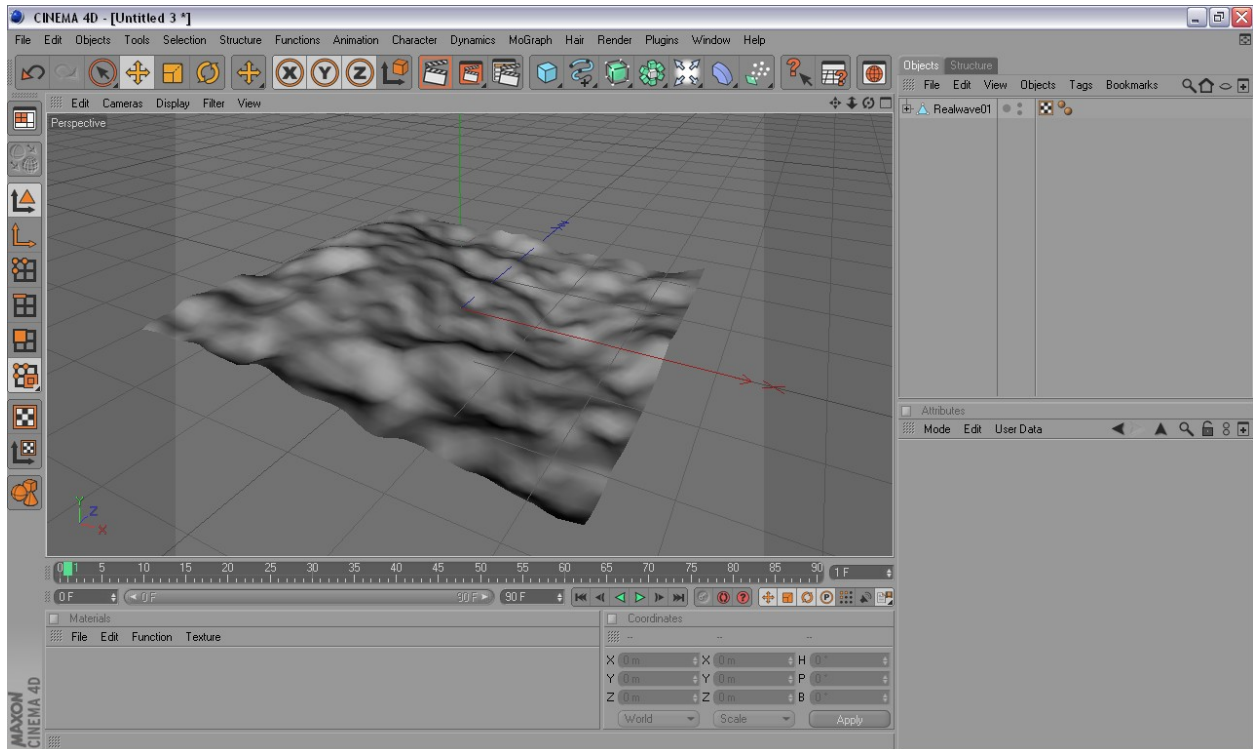 CINEMA 4D - [Untitled 3 *]
File Edit Objects Tools Selection Structure Functions Animation Character Dynamics MoGraph Hair Render Plugins Window Help
Objects Structure
File Edit View Objects Tags Bookmarks
Edit Cameras Display Filter View
Perspective
Realwave01
Attributes
Mode Edit User Data
Y
Z
X
0 1 5 10 15 20 25 30 35 40 45 50 55 60 65 70 75 80 85 90 1 F
0 F 0 F 90 F 90 F
Materials
File Edit Function Texture
Coordinates
-- -- --
X 0 m X 0 m H 0 °
Y 0 m Y 0 m P 0 °
Z 0 m Z 0 m B 0 °
World Scale Apply
MAXON
CINEMA 4D